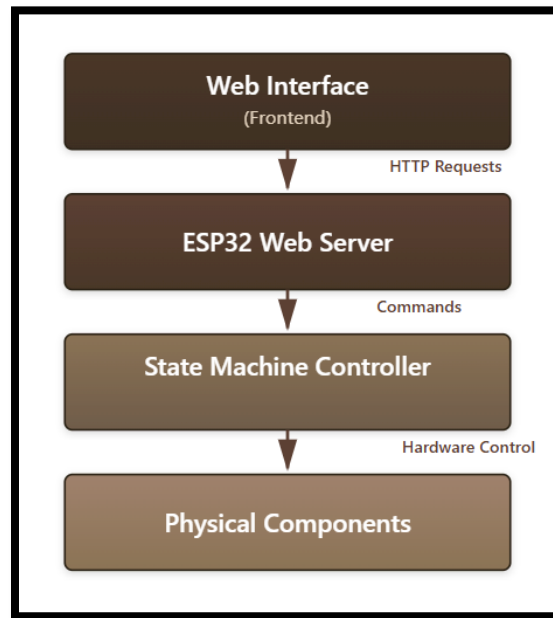 Web Interface
(Frontend)
HTTP Requests
ESP32 Web Server
Commands
State Machine Controller
Hardware Control
Physical Components